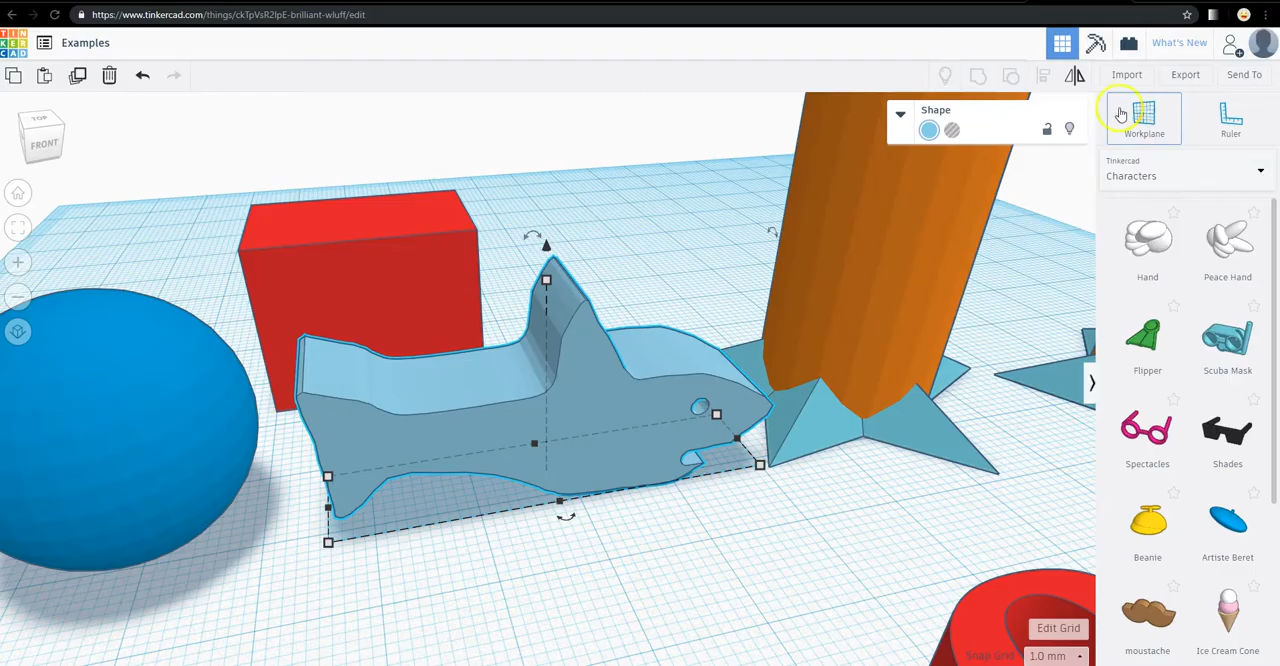 https://www.tinkercad.com/things/ckTpVsR2lpE-brilliant-wluff/edit
TIN
KER
CAD
Examples
What's New
Import
Export
Send To
TOP
FRONT
Shape
Workplane
Ruler
Tinkercad
Characters
Hand
Peace Hand
Flipper
Scuba Mask
Spectacles
Shades
Beanie
Artiste Beret
moustache
Ice Cream Cone
Edit Grid
Snap Grid
1.0 mm